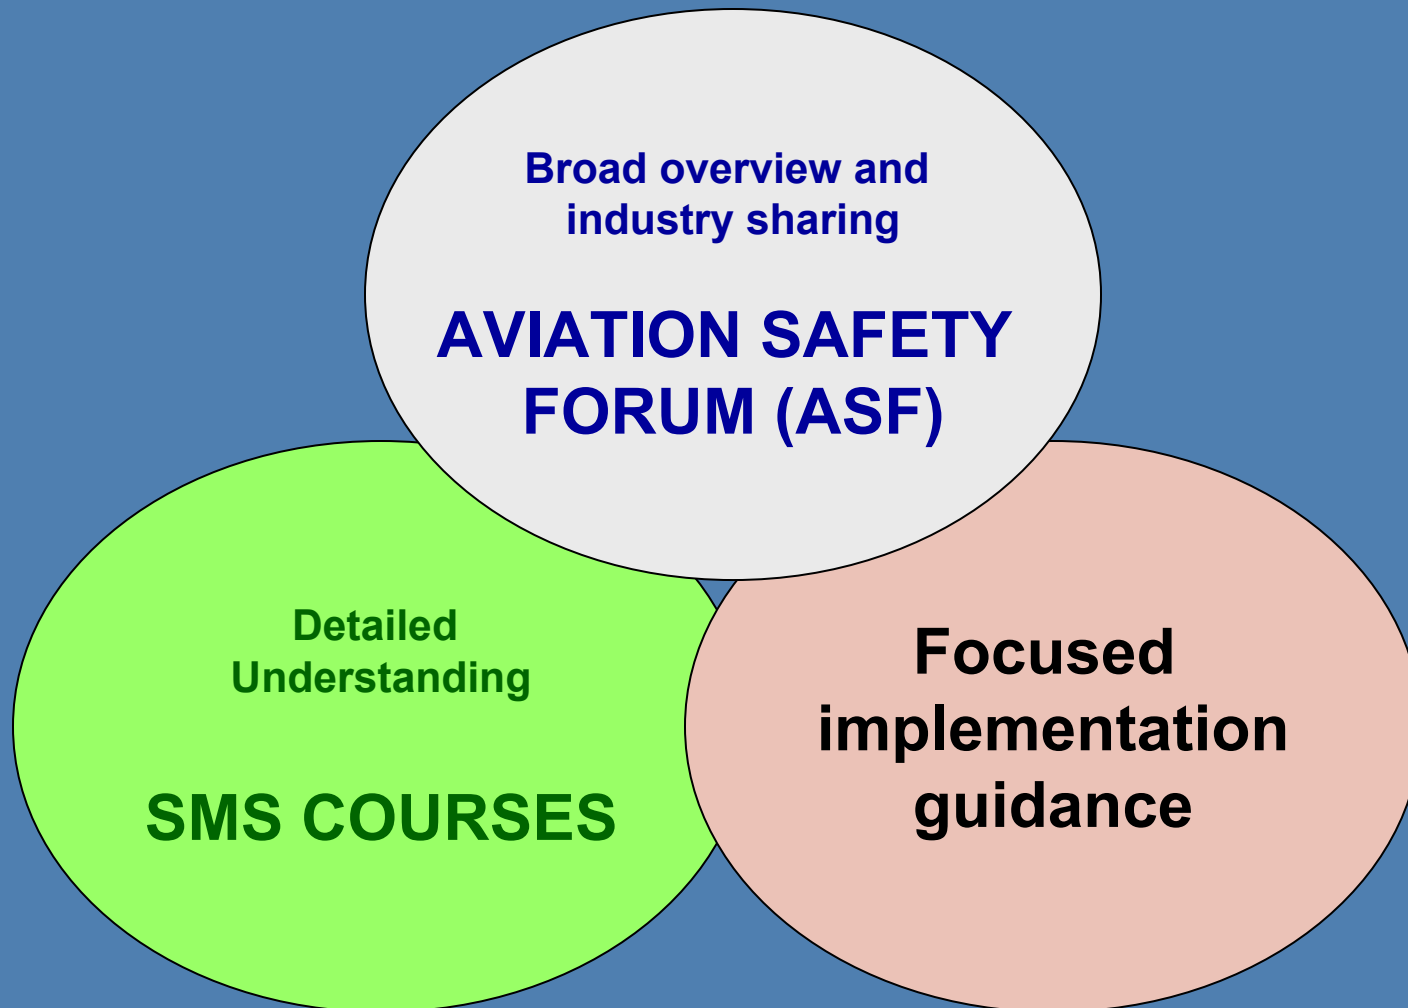 Broad overview and
industry sharing
AVIATION SAFETY
FORUM (ASF)
Detailed
Understanding
SMS COURSES
Focused
implementation
guidance